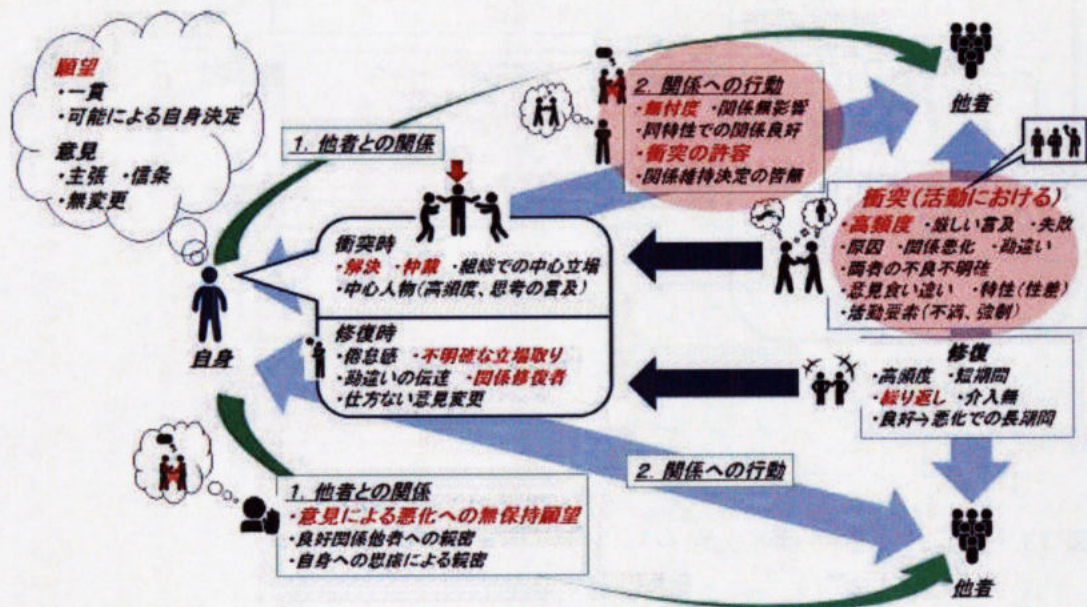 願望
・一貫
・可能による自身決定
意見
・主張 ・信条
・無変更
自身
1. 他者との関係
2. 関係への行動
・無忖度 ・関係無影響
・同特性での関係良好
・衝突の許容
・関係維持決定の皆無
他者
衝突(活動における)
・高頻度 ・厳しい言及 ・失敗
・原因 ・関係悪化 ・勘違い
・両者の不良不明確
・意見食い違い ・特性(性差)
・活動要素(不満、強制)
衝突時
・解決 ・仲裁 ・組織での中心立場
・中心人物(高頻度、思考の言及)
修復時
・倦怠感 ・不明確な立場取り
・勘違いの伝達 ・関係修復者
・仕方ない意見変更
修復
・高頻度 ・短期間
・繰り返し ・介入無
・良好→悪化での長期間
2. 関係への行動
1. 他者との関係
・意見による悪化への無保持願望
・良好関係他者への親密
・自身への思慮による親密
他者